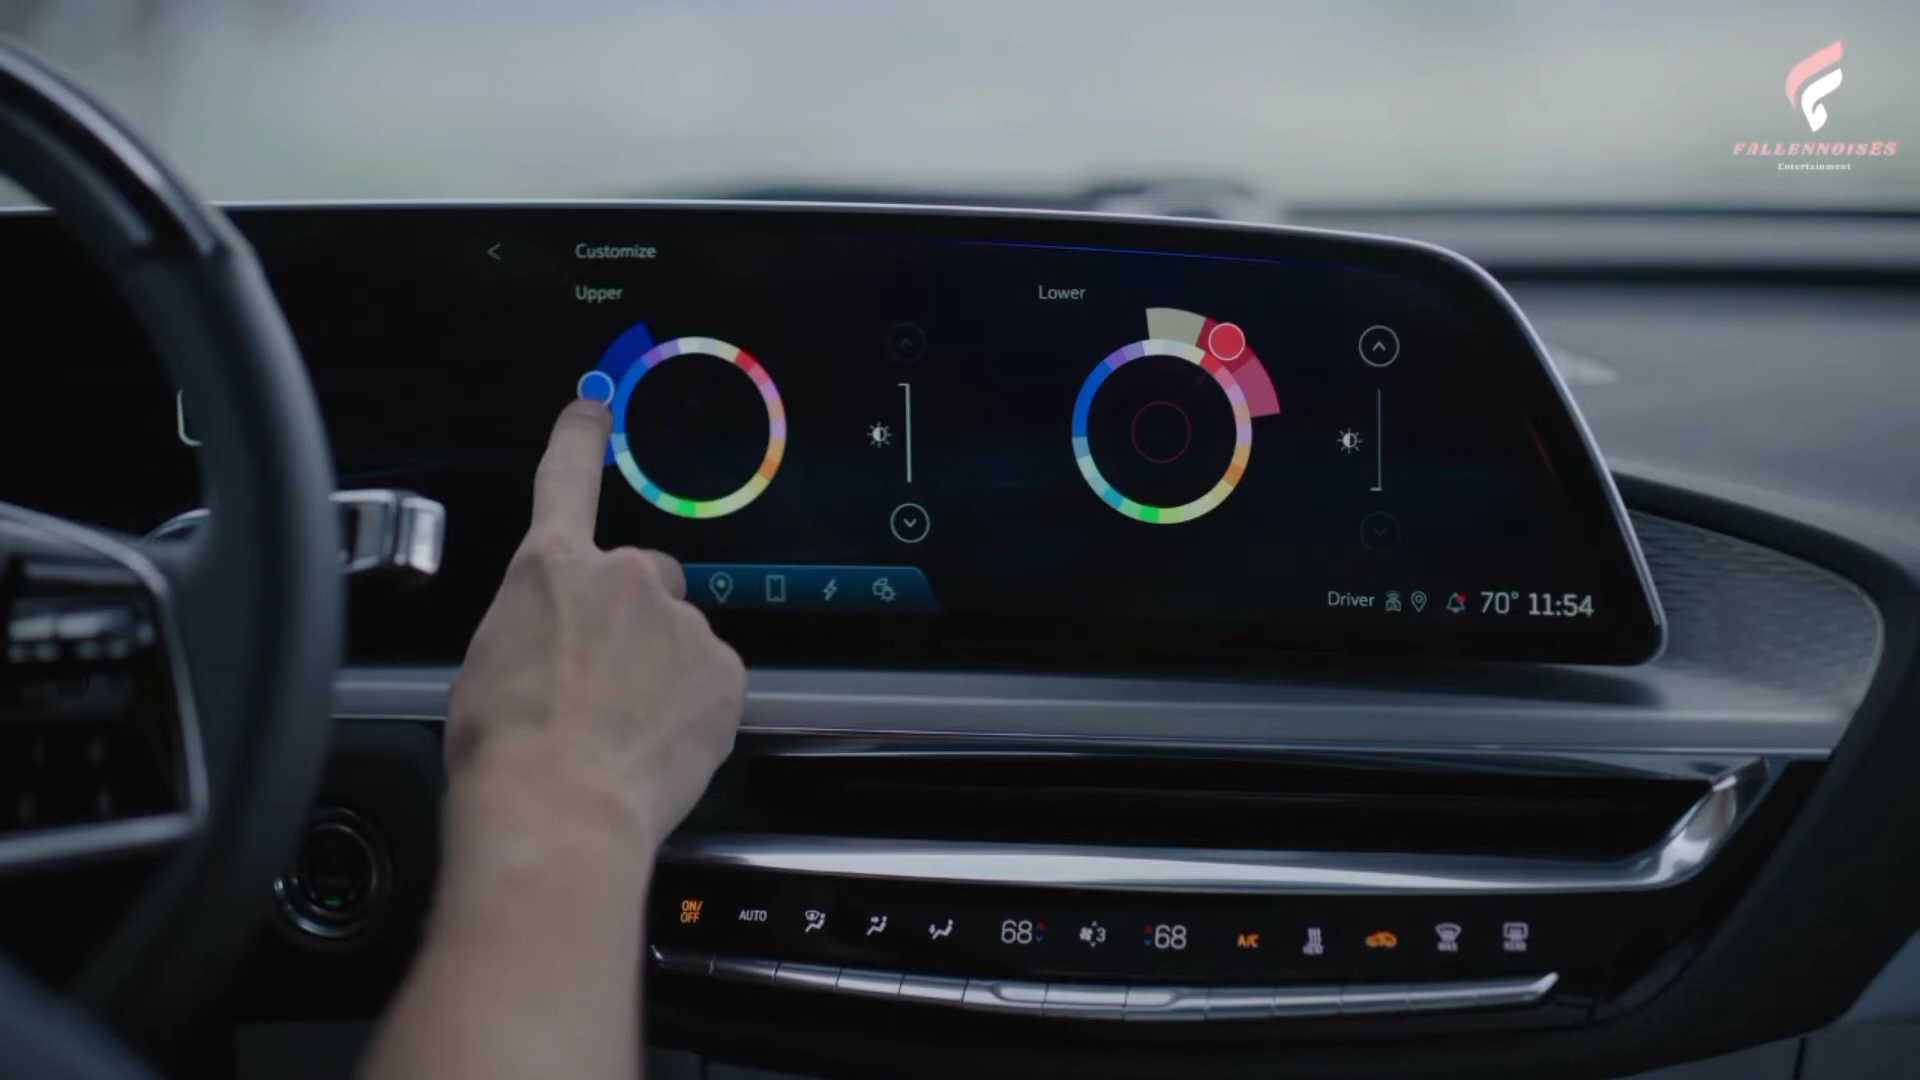 FALLENNOISES
Entertainment
Customize
Upper
Lower
Driver 70° 11:54
ON/OFF AUTO 68 3 68 A/C